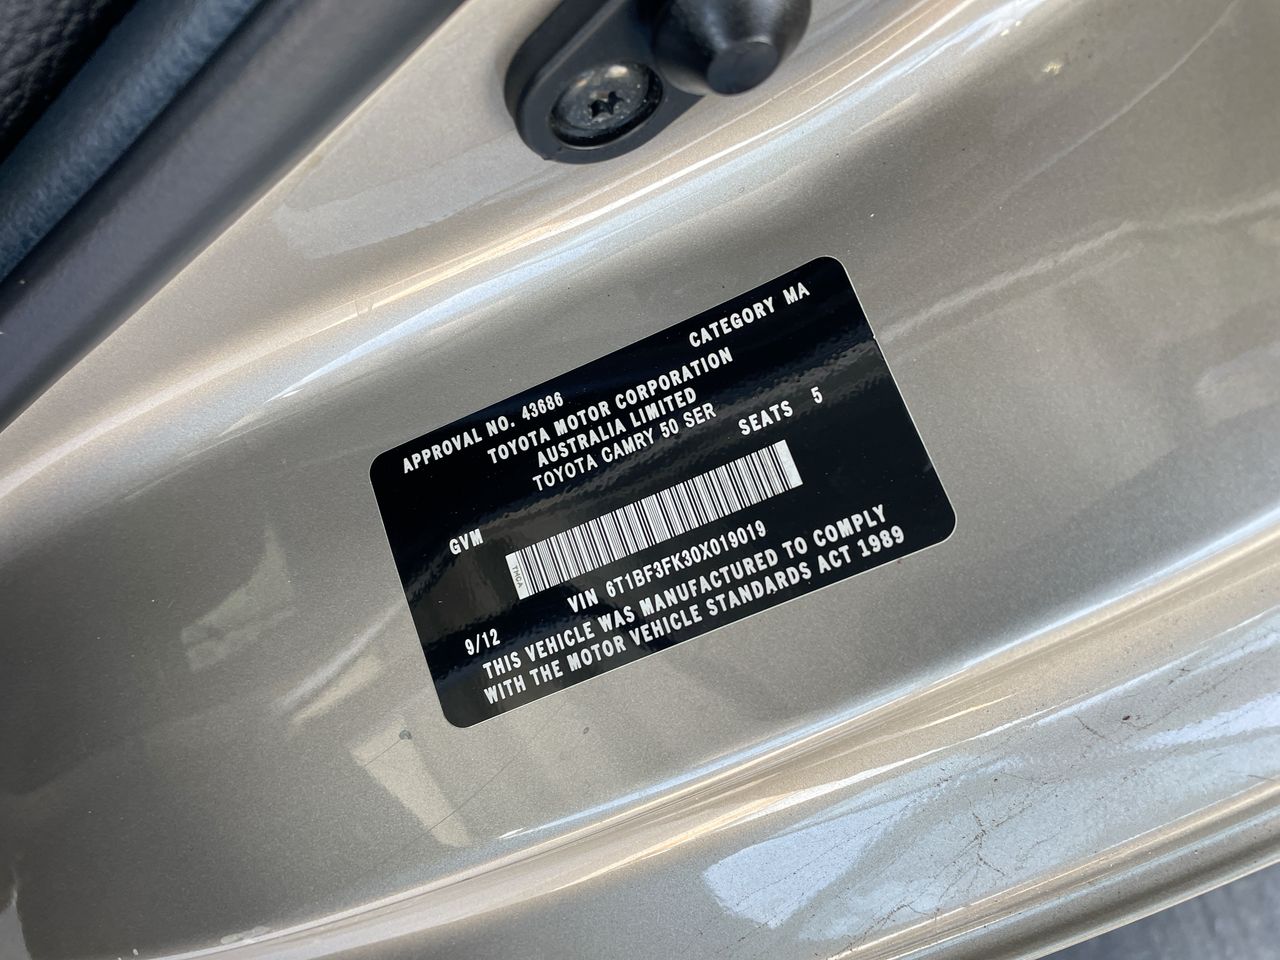 APPROVAL NO. 43686 CATEGORY MA
TOYOTA MOTOR CORPORATION
AUSTRALIA LIMITED
TOYOTA CAMRY 50 SER
GVM SEATS 5
TMCA
VIN 6T1BF3FK30X019019
9/12
THIS VEHICLE WAS MANUFACTURED TO COMPLY
WITH THE MOTOR VEHICLE STANDARDS ACT 1989